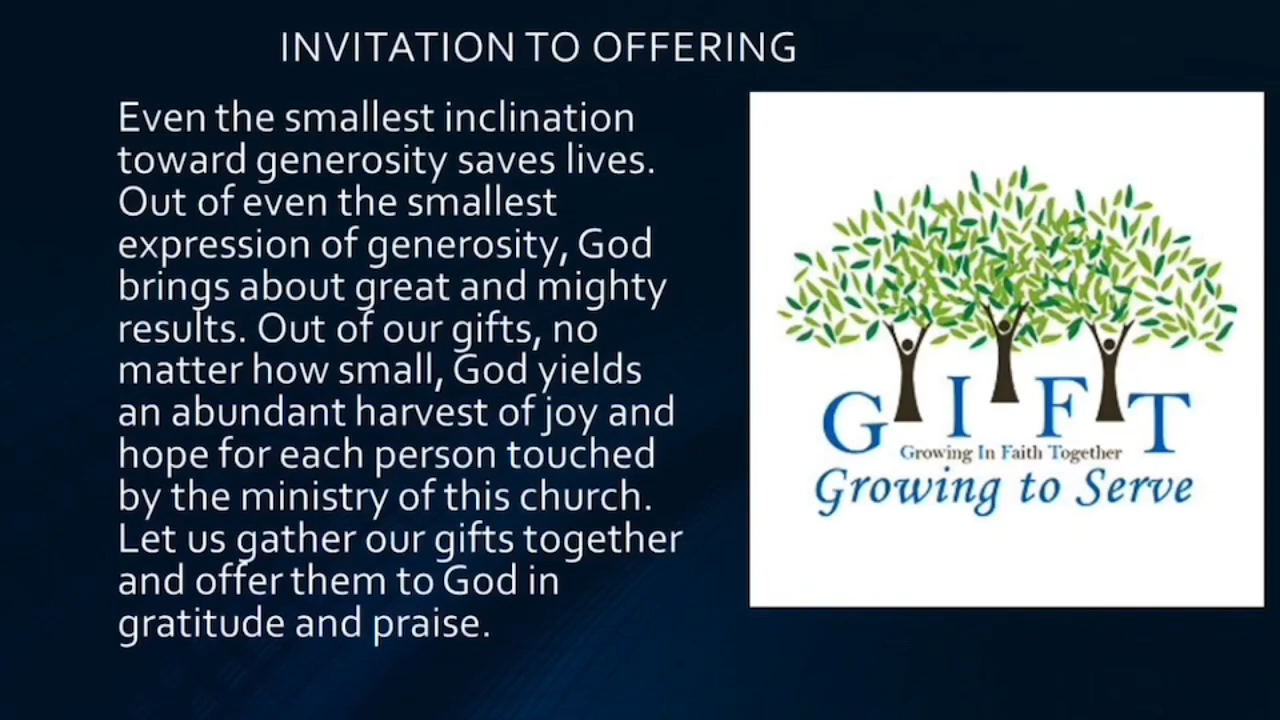 INVITATION TO OFFERING
Even the smallest inclination
toward generosity saves lives.
Out of even the smallest
expression of generosity, God
brings about great and mighty
results. Out of our gifts, no
matter how small, God yields
an abundant harvest of joy and
hope for each person touched
by the ministry of this church.
Let us gather our gifts together
and offer them to God in
gratitude and praise.
GIFT
Growing In Faith Together
Growing to Serve